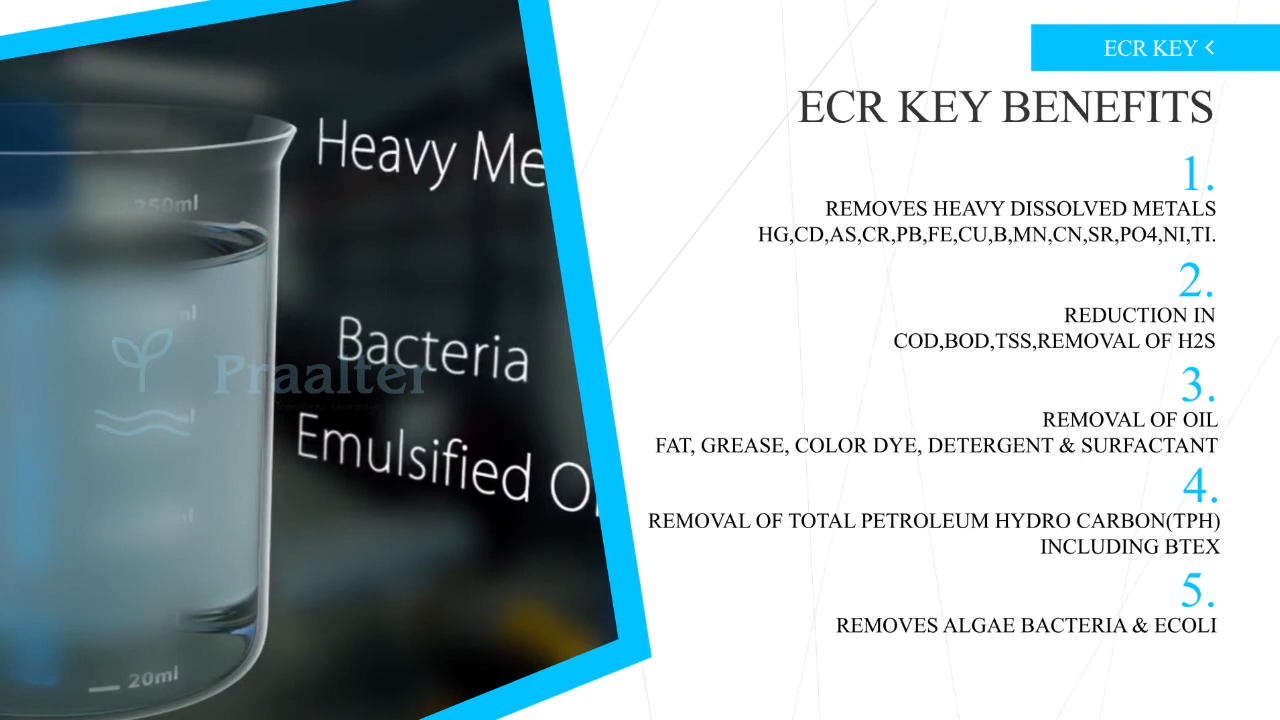 ECR KEY <
ECR KEY BENEFITS
1.
REMOVES HEAVY DISSOLVED METALS
HG,CD,AS,CR,PB,FE,CU,B,MN,CN,SR,PO4,NI,TI.
2.
REDUCTION IN
COD,BOD,TSS,REMOVAL OF H2S
3.
REMOVAL OF OIL
FAT, GREASE, COLOR DYE, DETERGENT & SURFACTANT
4.
REMOVAL OF TOTAL PETROLEUM HYDRO CARBON(TPH)
INCLUDING BTEX
5.
REMOVES ALGAE BACTERIA & ECOLI
Heavy Me
250ml
Bacteria
Praalter
Emulsified O
20ml